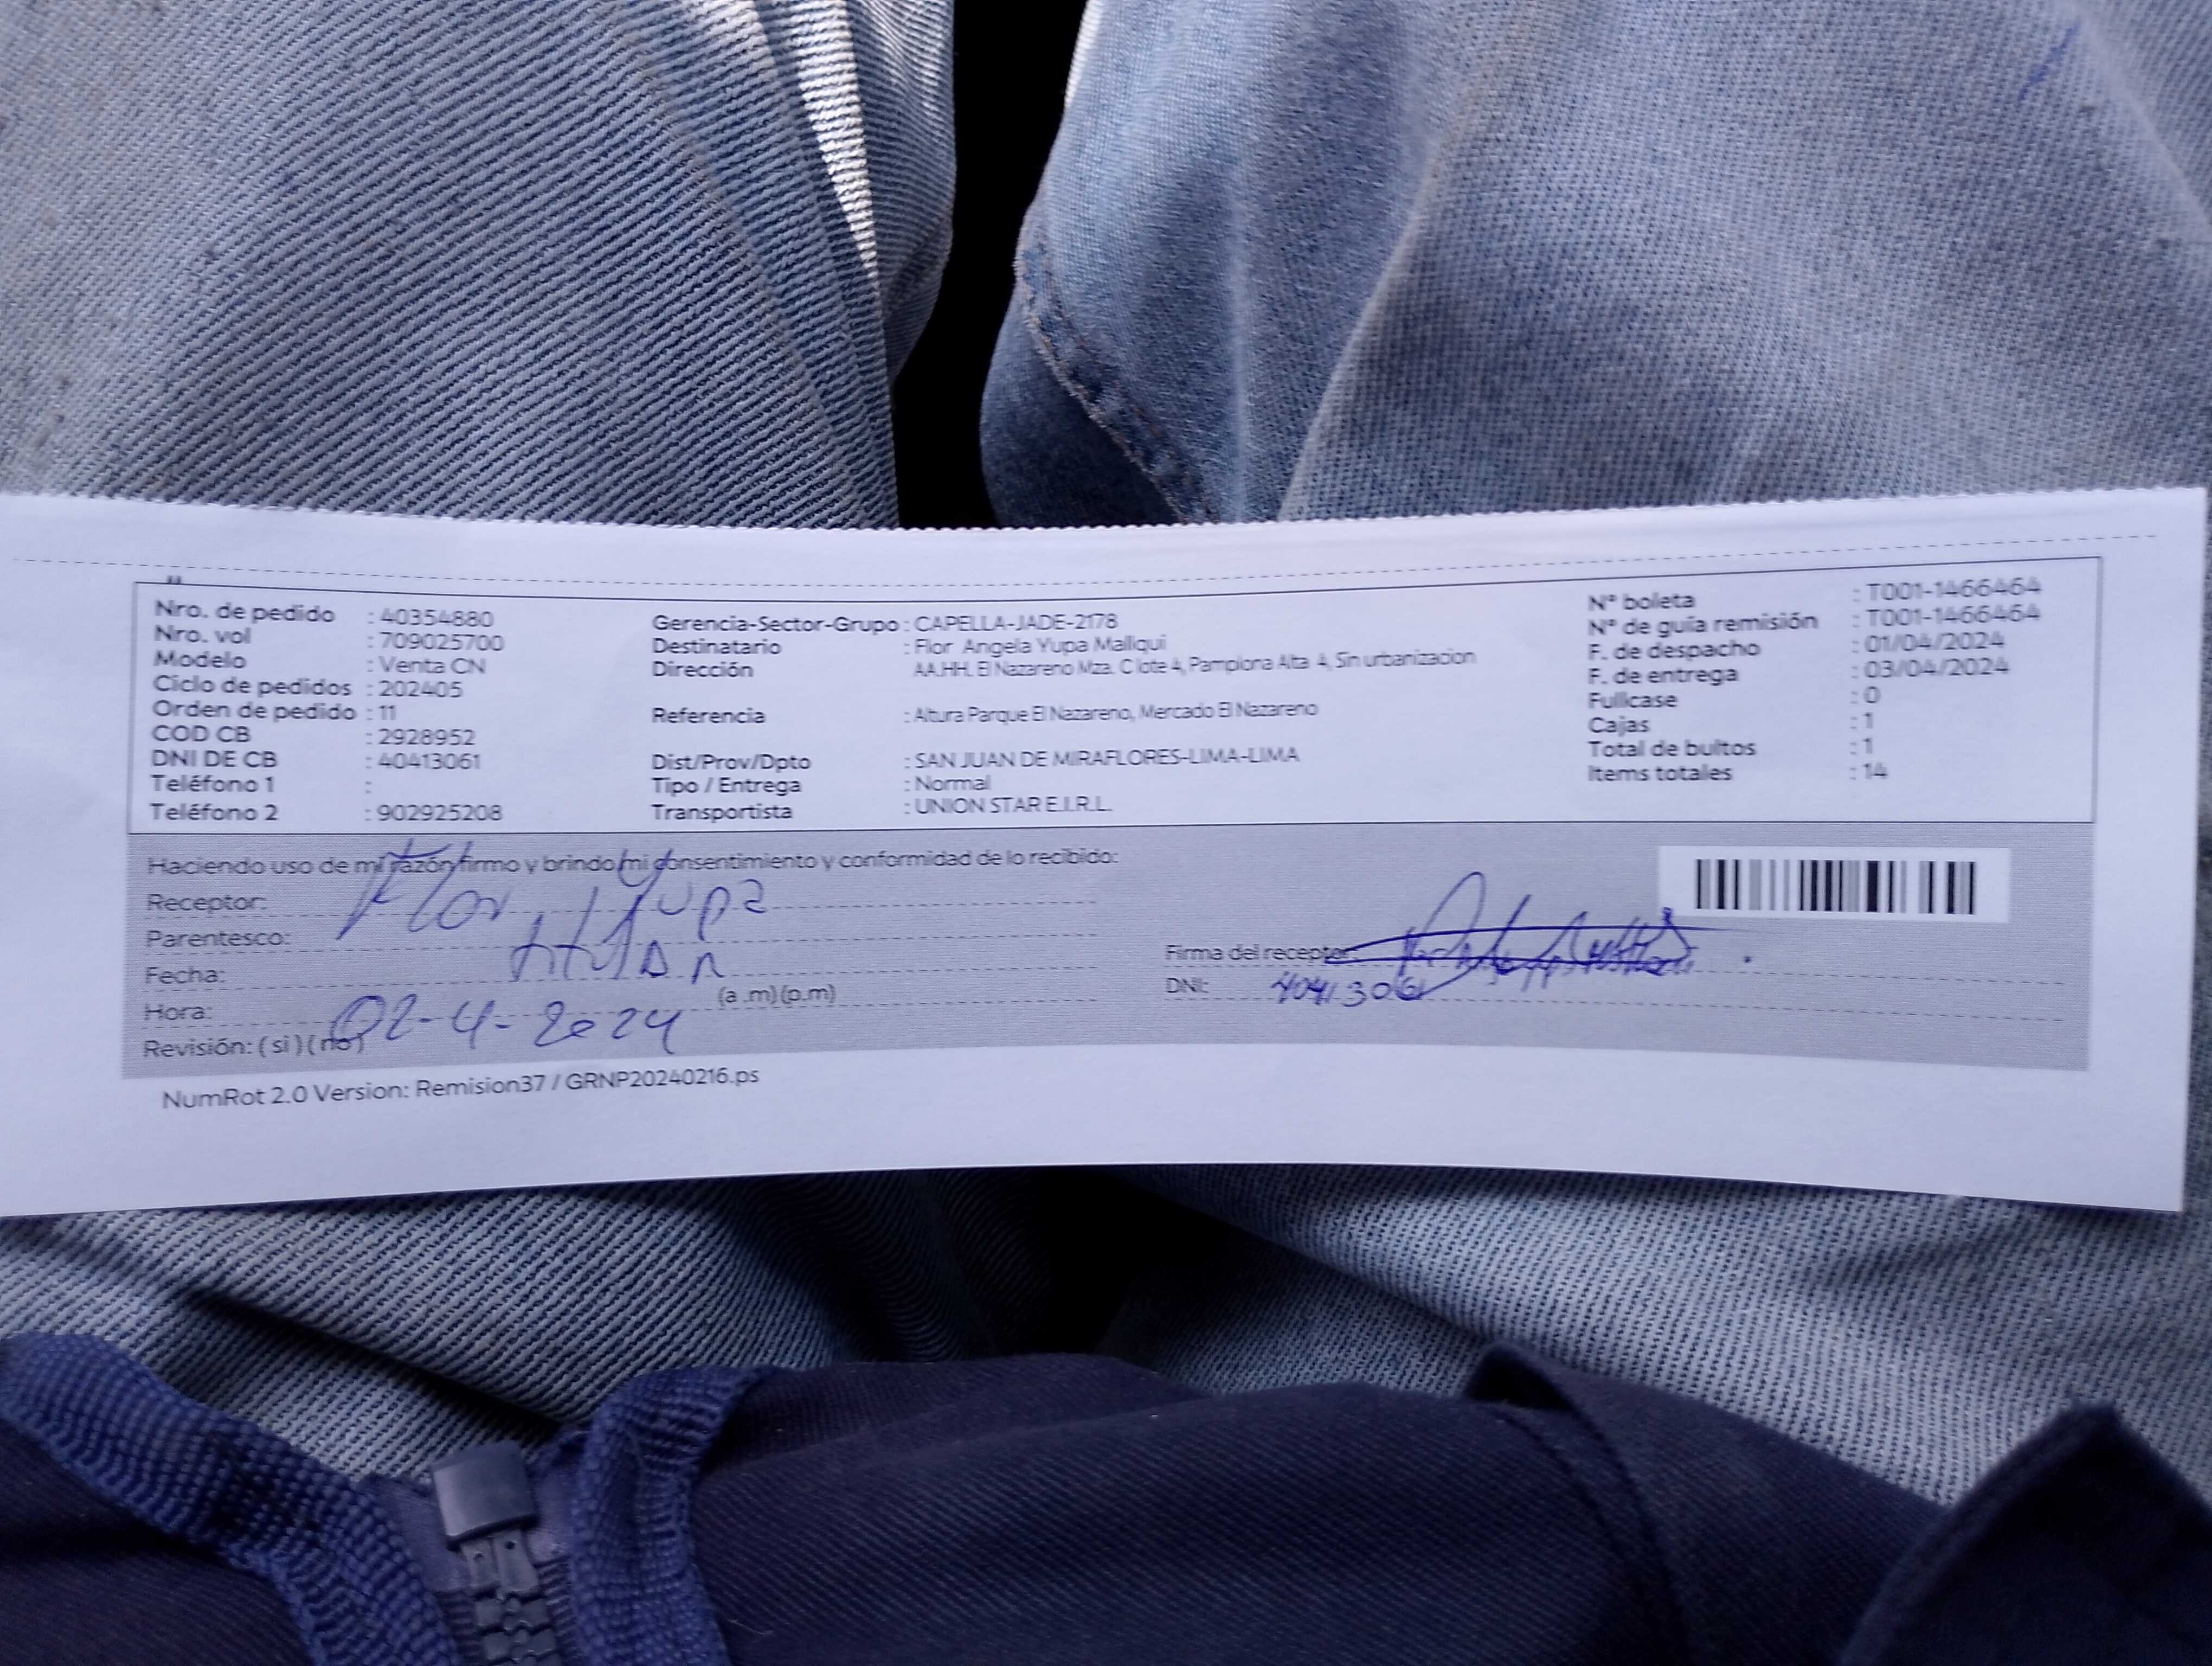 Nro. de pedido : 40354880
Nro. vol : 709025700
Modelo : Venta CN
Ciclo de pedidos : 202405
Orden de pedido : 11
COD CB : 2928952
DNI DE CB : 40413061
Teléfono 1 :
Teléfono 2 : 902925208
Gerencia-Sector-Grupo : CAPELLA-JADE-2178
Destinatario : Flor Angela Yupa Mallqui
Dirección AA.HH. El Nazareno Mza. C lote 4, Pamplona Alta 4, Sin urbanizacion
Referencia : Altura Parque El Nazareno, Mercado El Nazareno
Dist/Prov/Dpto : SAN JUAN DE MIRAFLORES-LIMA-LIMA
Tipo / Entrega : Normal
Transportista : UNION STAR E.I.R.L.
N° boleta : T001-1466464
N° de guía remisión : T001-1466464
F. de despacho : 01/04/2024
F. de entrega : 03/04/2024
Fullcase : 0
Cajas : 1
Total de bultos : 1
Items totales : 14
Haciendo uso de mi razón firmo y brindo mi consentimiento y conformidad de lo recibido:
Receptor: Flor Yupa
Parentesco:
Fecha:
Hora: (a.m)(p.m)
02-4-2024
Revisión: ( si ) ( no )
Firma del receptor:
DNI: 40413061
NumRot 2.0 Version: Remision37 / GRNP20240216.ps